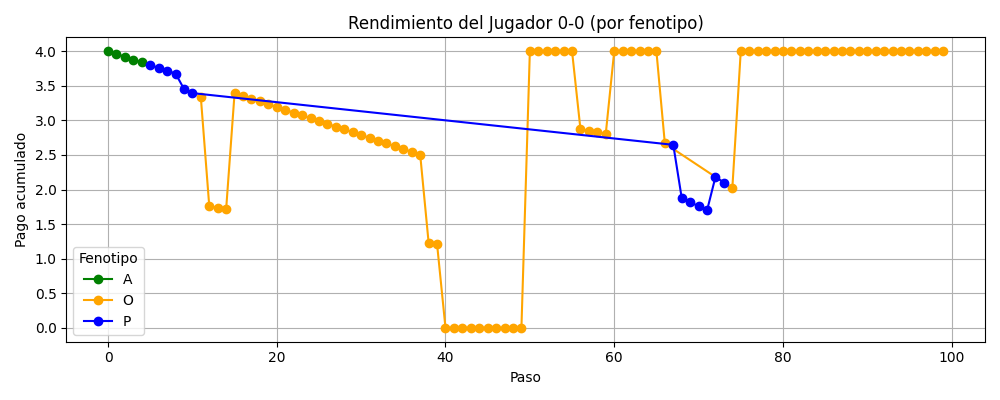 Rendimiento del Jugador 0-0 (por fenotipo)
Pago acumulado
4.0
3.5
3.0
2.5
2.0
1.5
1.0
0.5
0.0
Fenotipo
A
O
P
0 20 40 60 80 100
Paso